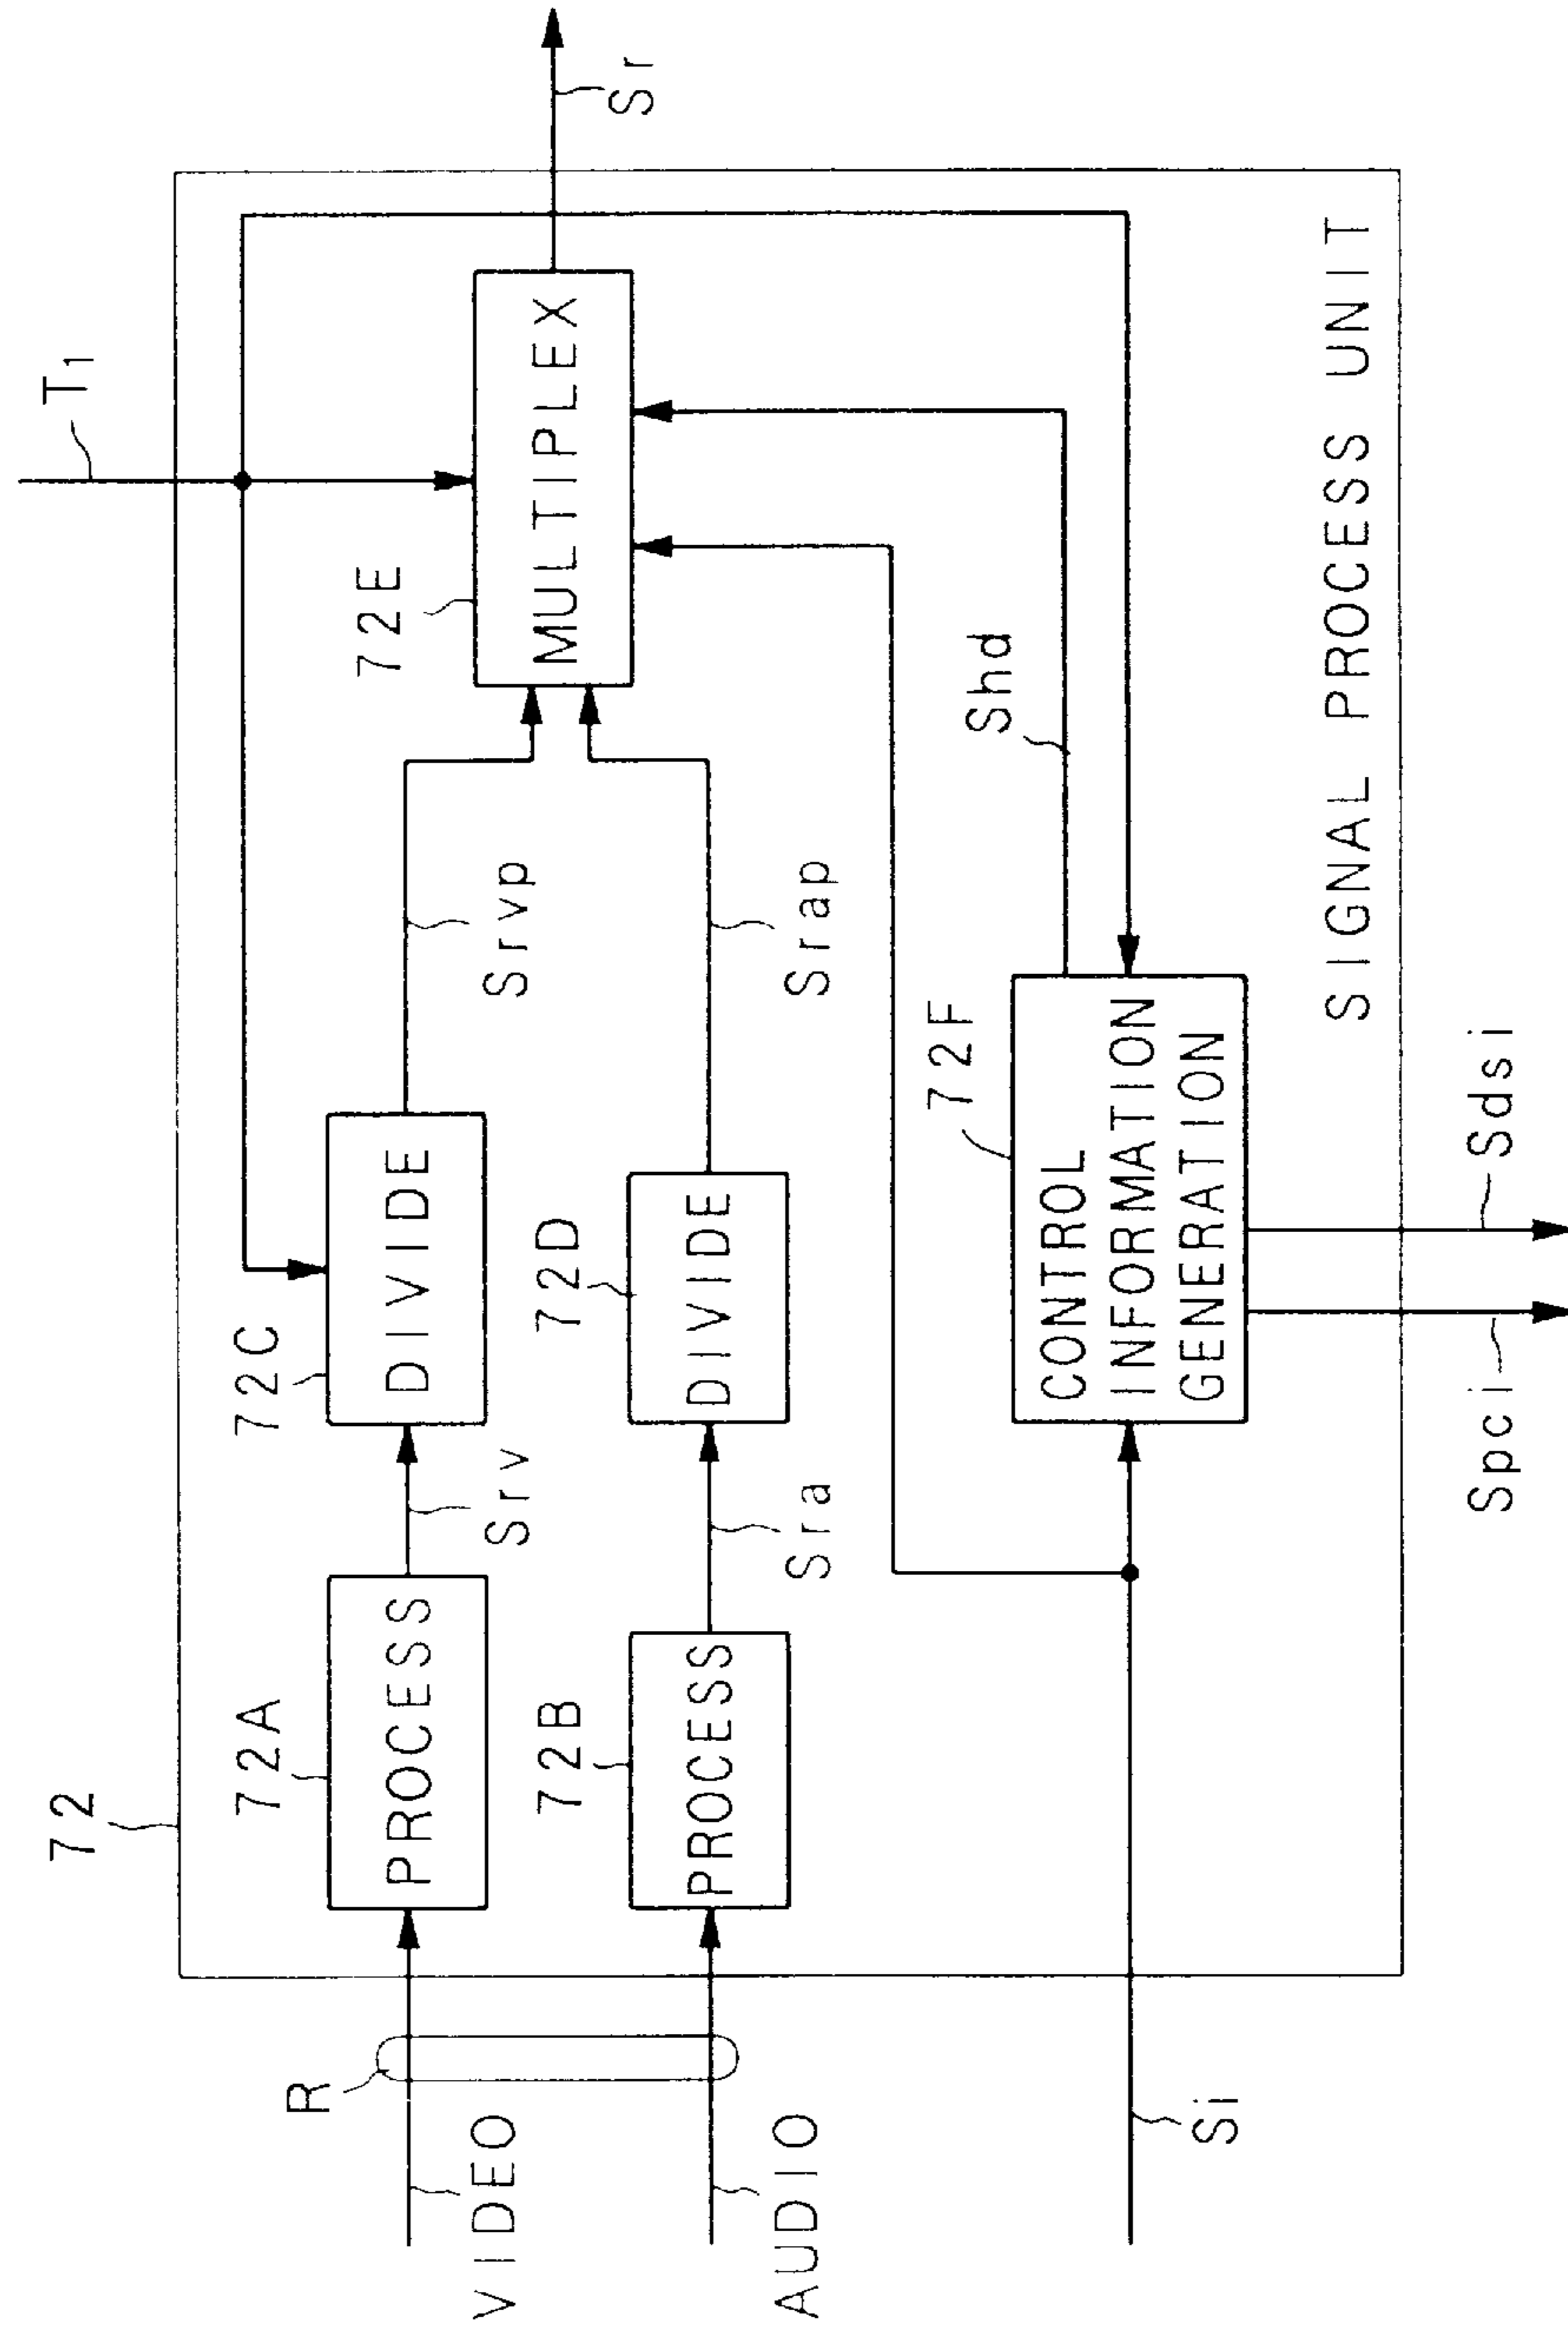 72
T1
72A
PROCESS
Srv
72C
DIVIDE
Srvp
72E
MULTIPLEX
Sr
R
VIDEO
72B
PROCESS
Sra
72D
DIVIDE
Srap
AUDIO
Shd
72F
CONTROL
INFORMATION
GENERATION
Si
SIGNAL PROCESS UNIT
Spci
Sdsi